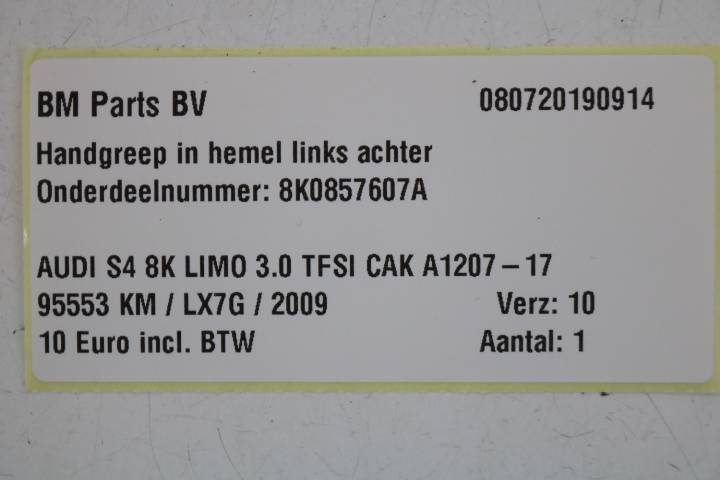 BM Parts BV 080720190914
Handgreep in hemel links achter
Onderdeelnummer: 8K0857607A
AUDI S4 8K LIMO 3.0 TFSI CAK A1207 – 17
95553 KM / LX7G / 2009 Verz: 10
10 Euro incl. BTW Aantal: 1